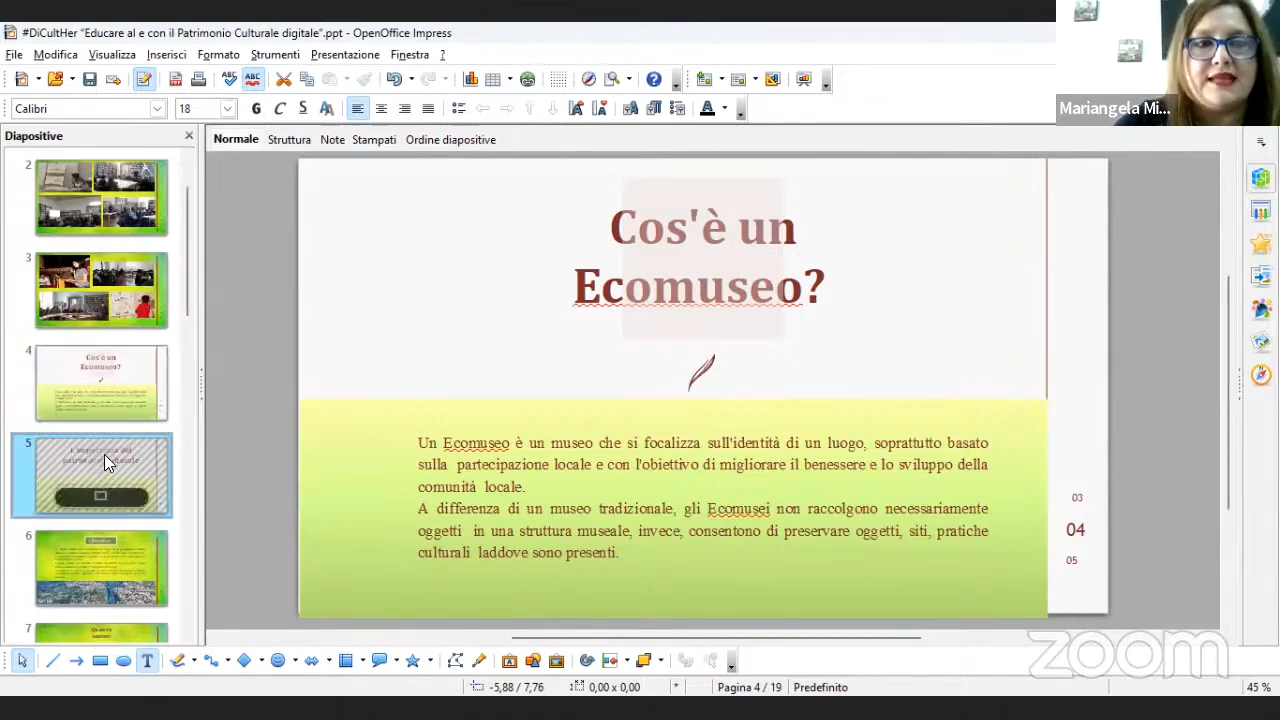 #DiCultHer “Educare al e con il Patrimonio Culturale digitale”.ppt - OpenOffice Impress
File Modifica Visualizza Inserisci Formato Strumenti Presentazione Finestra ?
ABC ABC
Calibri 18 G C S
Diapositive
Normale Struttura Note Stampati Ordine diapositive
Mariangela Mi...
2
3
4
Cos'è un
Ecomuseo?
5
6
7
Cos'è un
Ecomuseo?
Un Ecomuseo è un museo che si focalizza sull'identità di un luogo, soprattutto basato
sulla partecipazione locale e con l'obiettivo di migliorare il benessere e lo sviluppo della
comunità locale.
A differenza di un museo tradizionale, gli Ecomusei non raccolgono necessariamente
oggetti in una struttura museale, invece, consentono di preservare oggetti, siti, pratiche
culturali laddove sono presenti.
03
04
05
zoom
-5,88 / 7,76 0,00 x 0,00 * Pagina 4 / 19 Predefinito 45 %